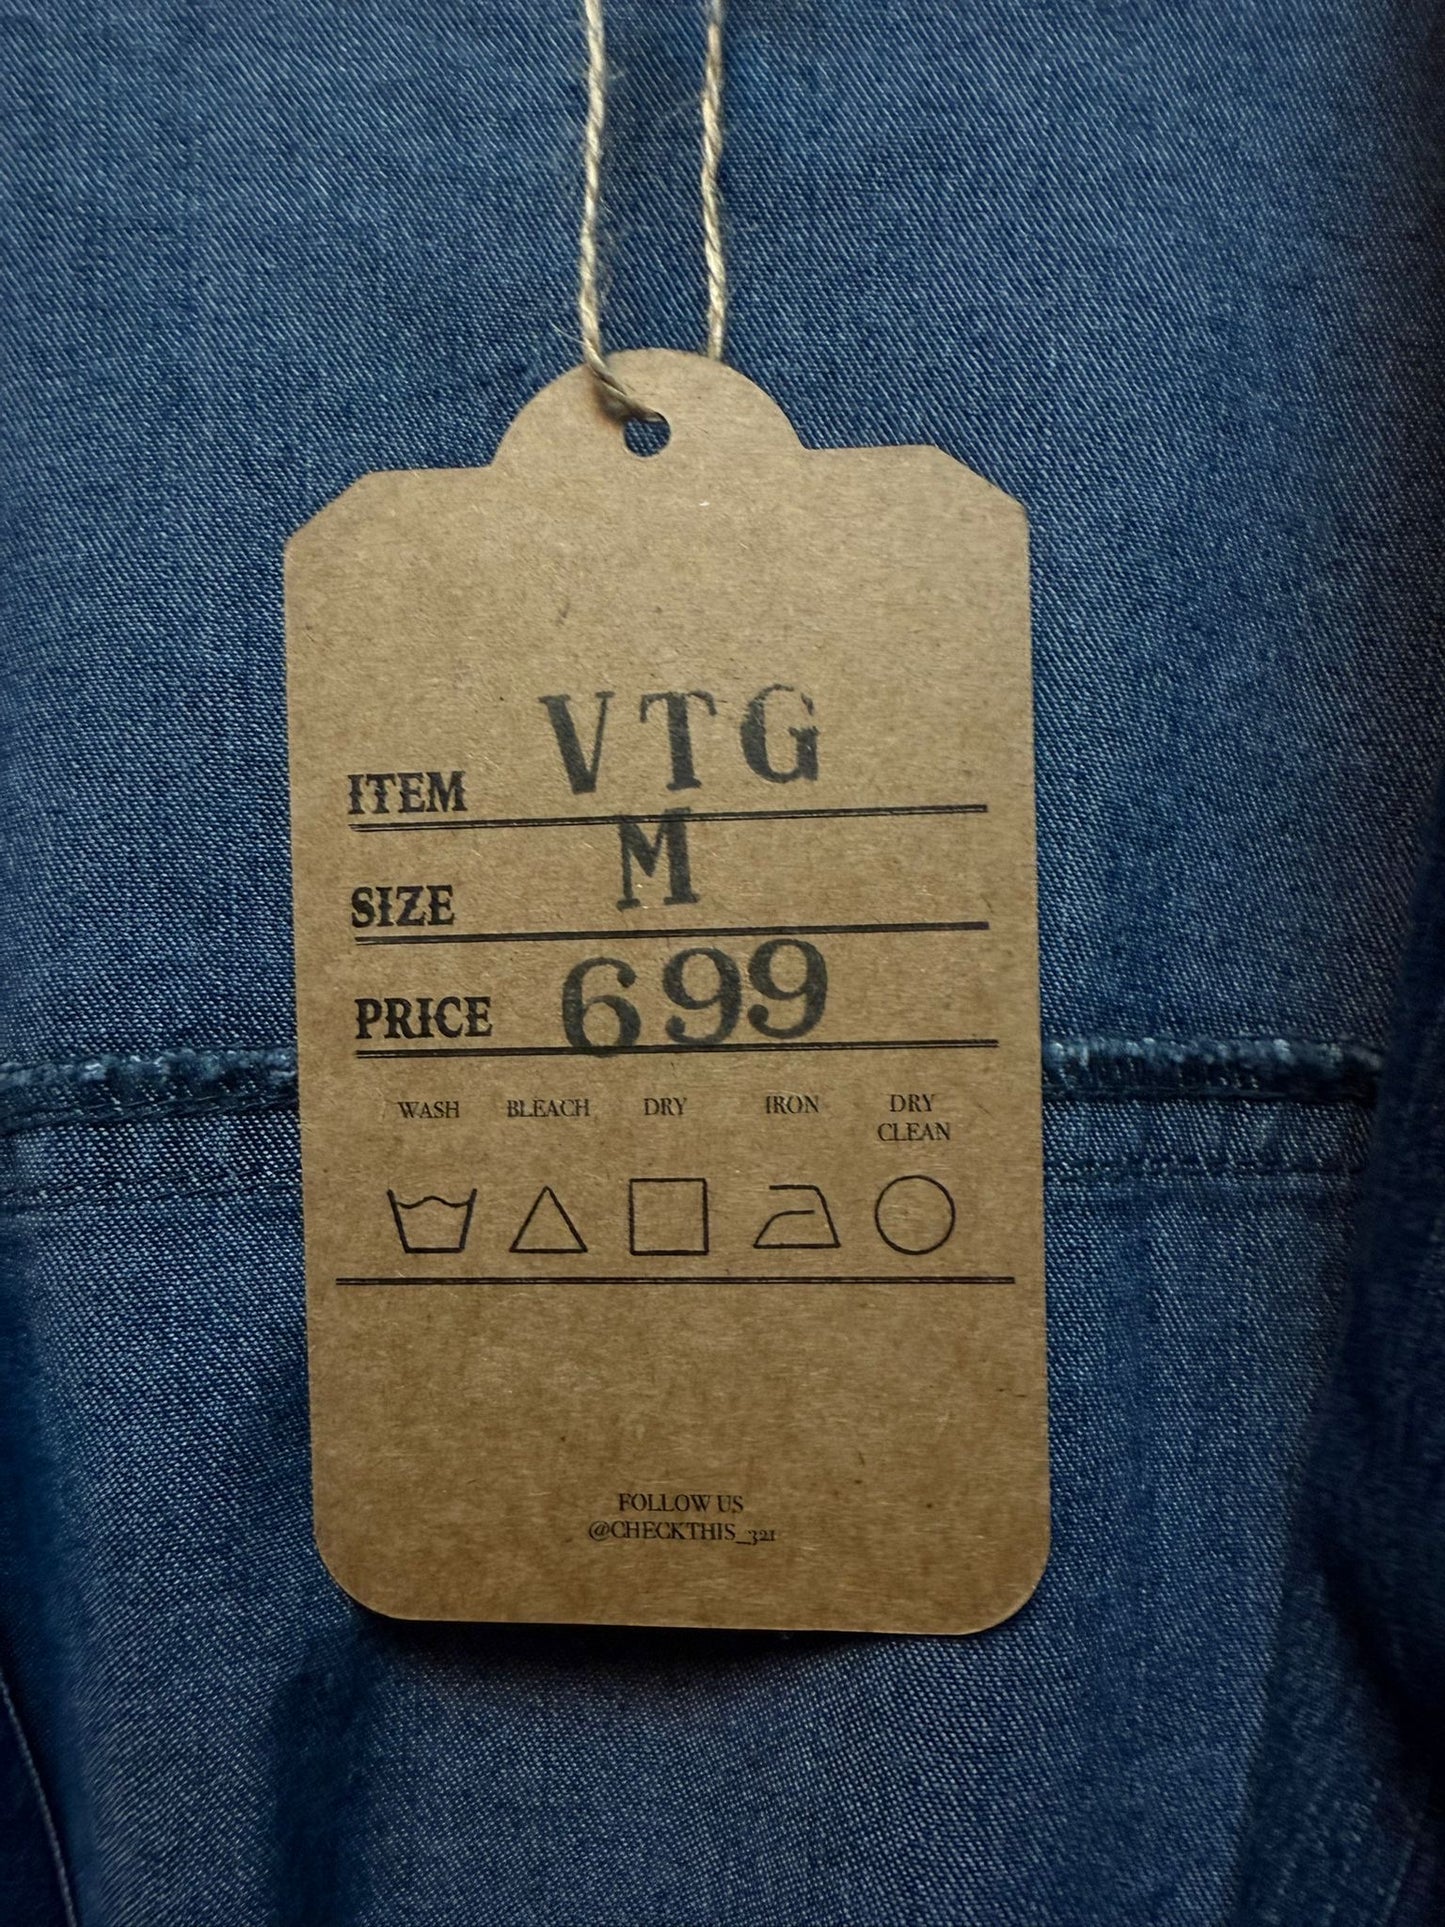 ITEM VTG
SIZE M
PRICE 699
WASH BLEACH DRY IRON DRY CLEAN
FOLLOW US
@CHECKTHIS_321